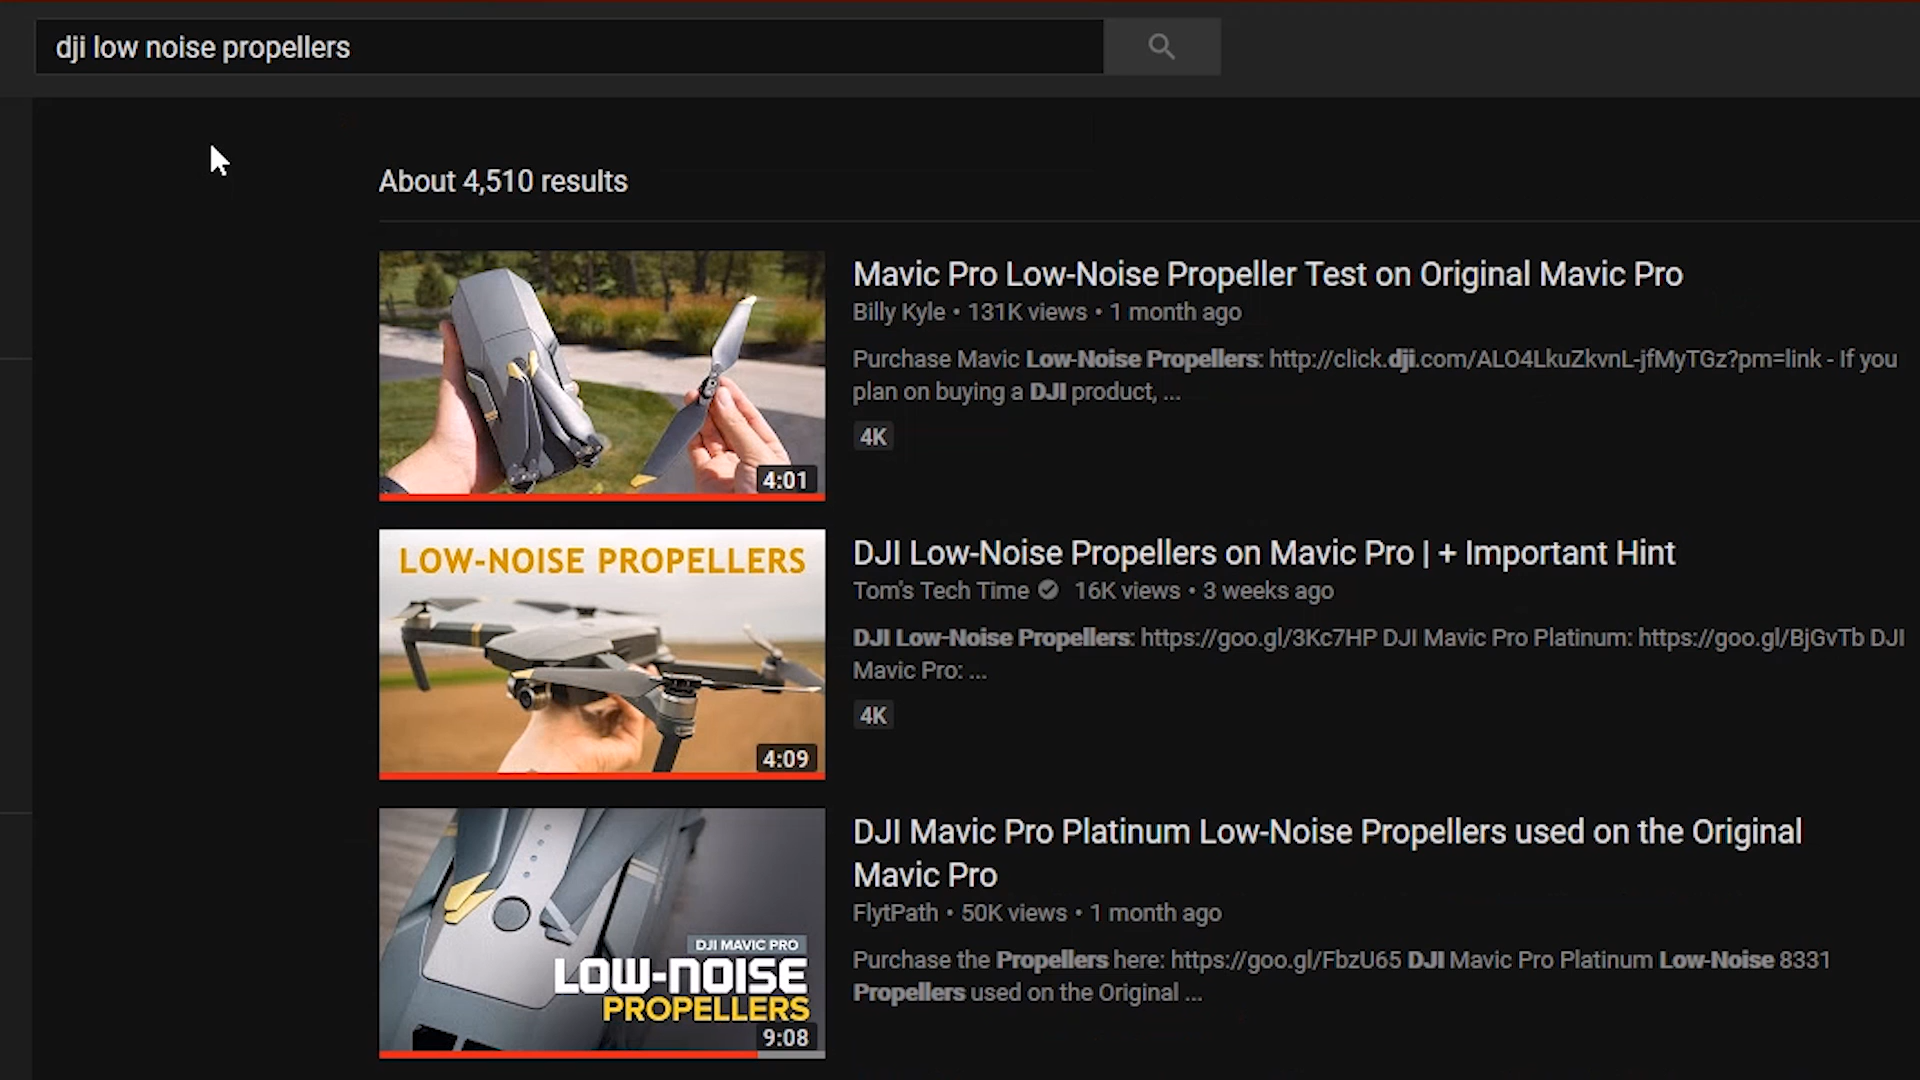 dji low noise propellers
About 4,510 results
Mavic Pro Low-Noise Propeller Test on Original Mavic Pro
Billy Kyle • 131K views • 1 month ago
Purchase Mavic Low-Noise Propellers: http://click.dji.com/ALO4LkuZkvnL-jfMyTGz?pm=link - If you
plan on buying a DJI product, ...
4K
4:01
LOW-NOISE PROPELLERS
4:09
DJI Low-Noise Propellers on Mavic Pro | + Important Hint
Tom's Tech Time 16K views • 3 weeks ago
DJI Low-Noise Propellers: https://goo.gl/3Kc7HP DJI Mavic Pro Platinum: https://goo.gl/BjGvTb DJI
Mavic Pro: ...
4K
DJI MAVIC PRO
LOW-NOISE
PROPELLERS
9:08
DJI Mavic Pro Platinum Low-Noise Propellers used on the Original
Mavic Pro
FlytPath • 50K views • 1 month ago
Purchase the Propellers here: https://goo.gl/FbzU65 DJI Mavic Pro Platinum Low-Noise 8331
Propellers used on the Original ...